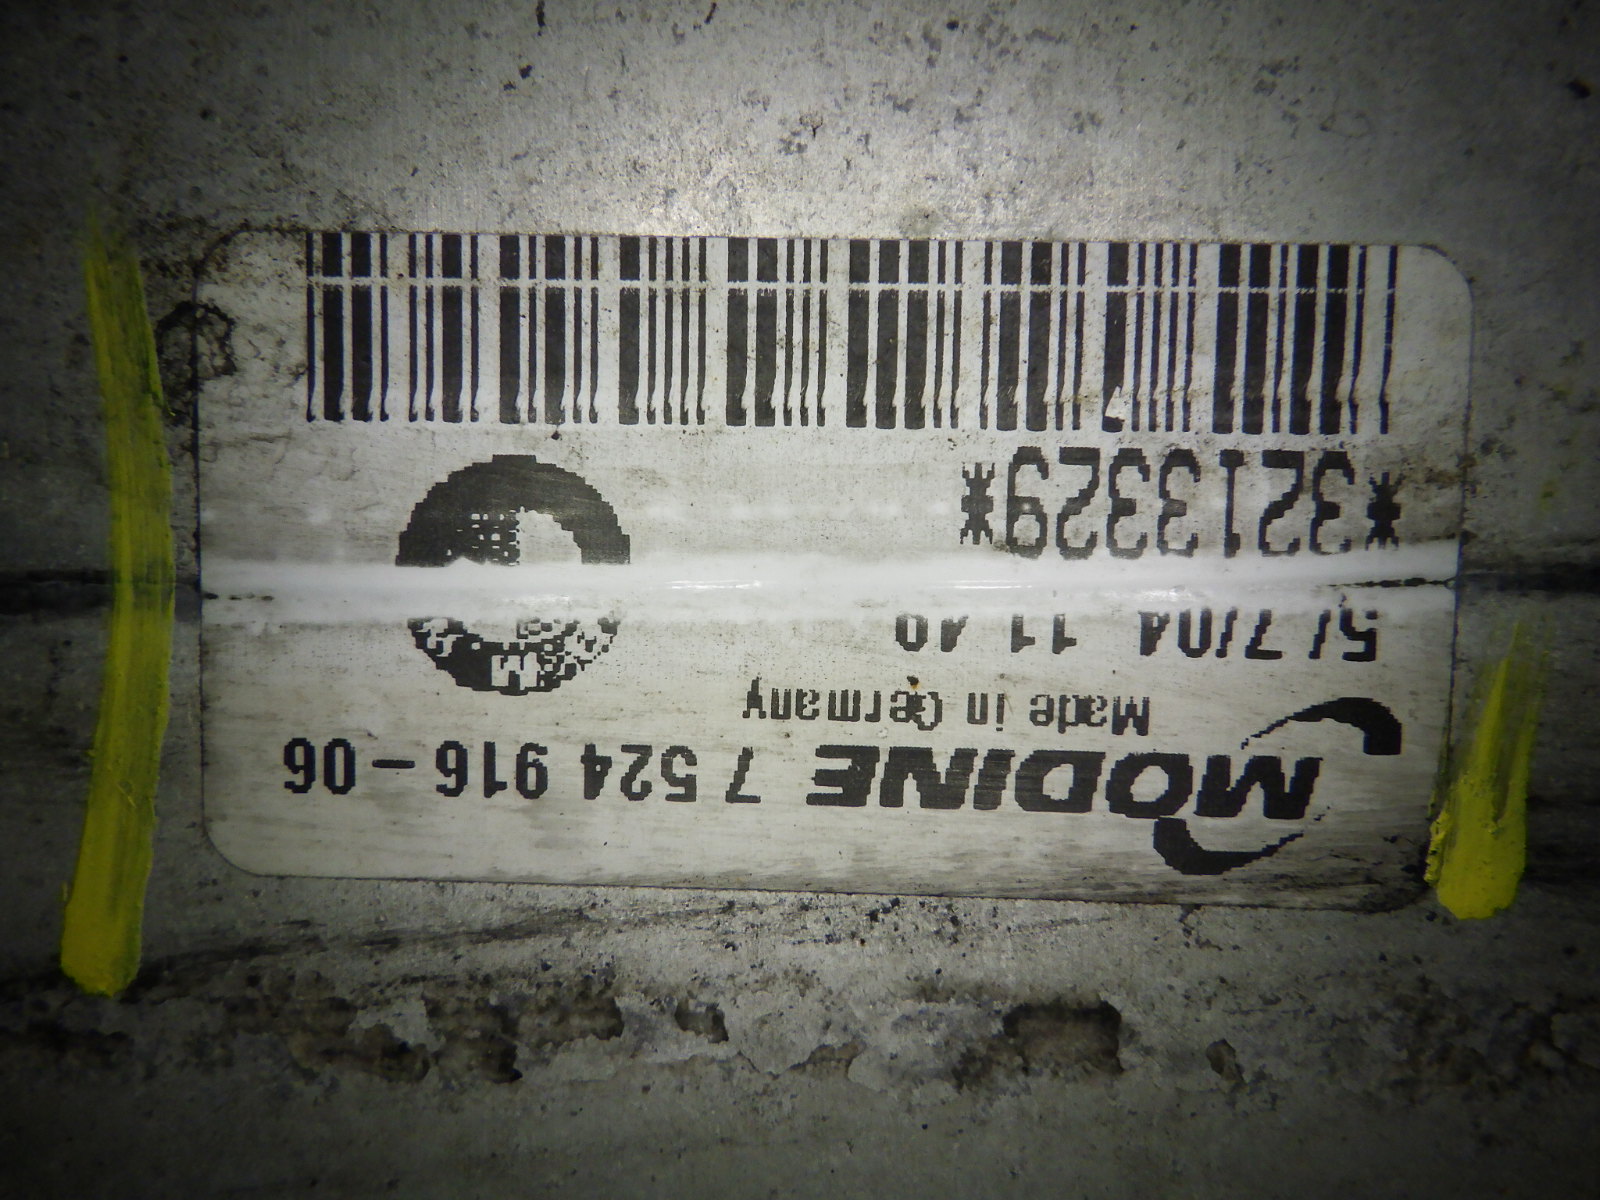 MODINE 7 524 916-06
Made in Germany
5/ 7/04 11 40
*3213329*